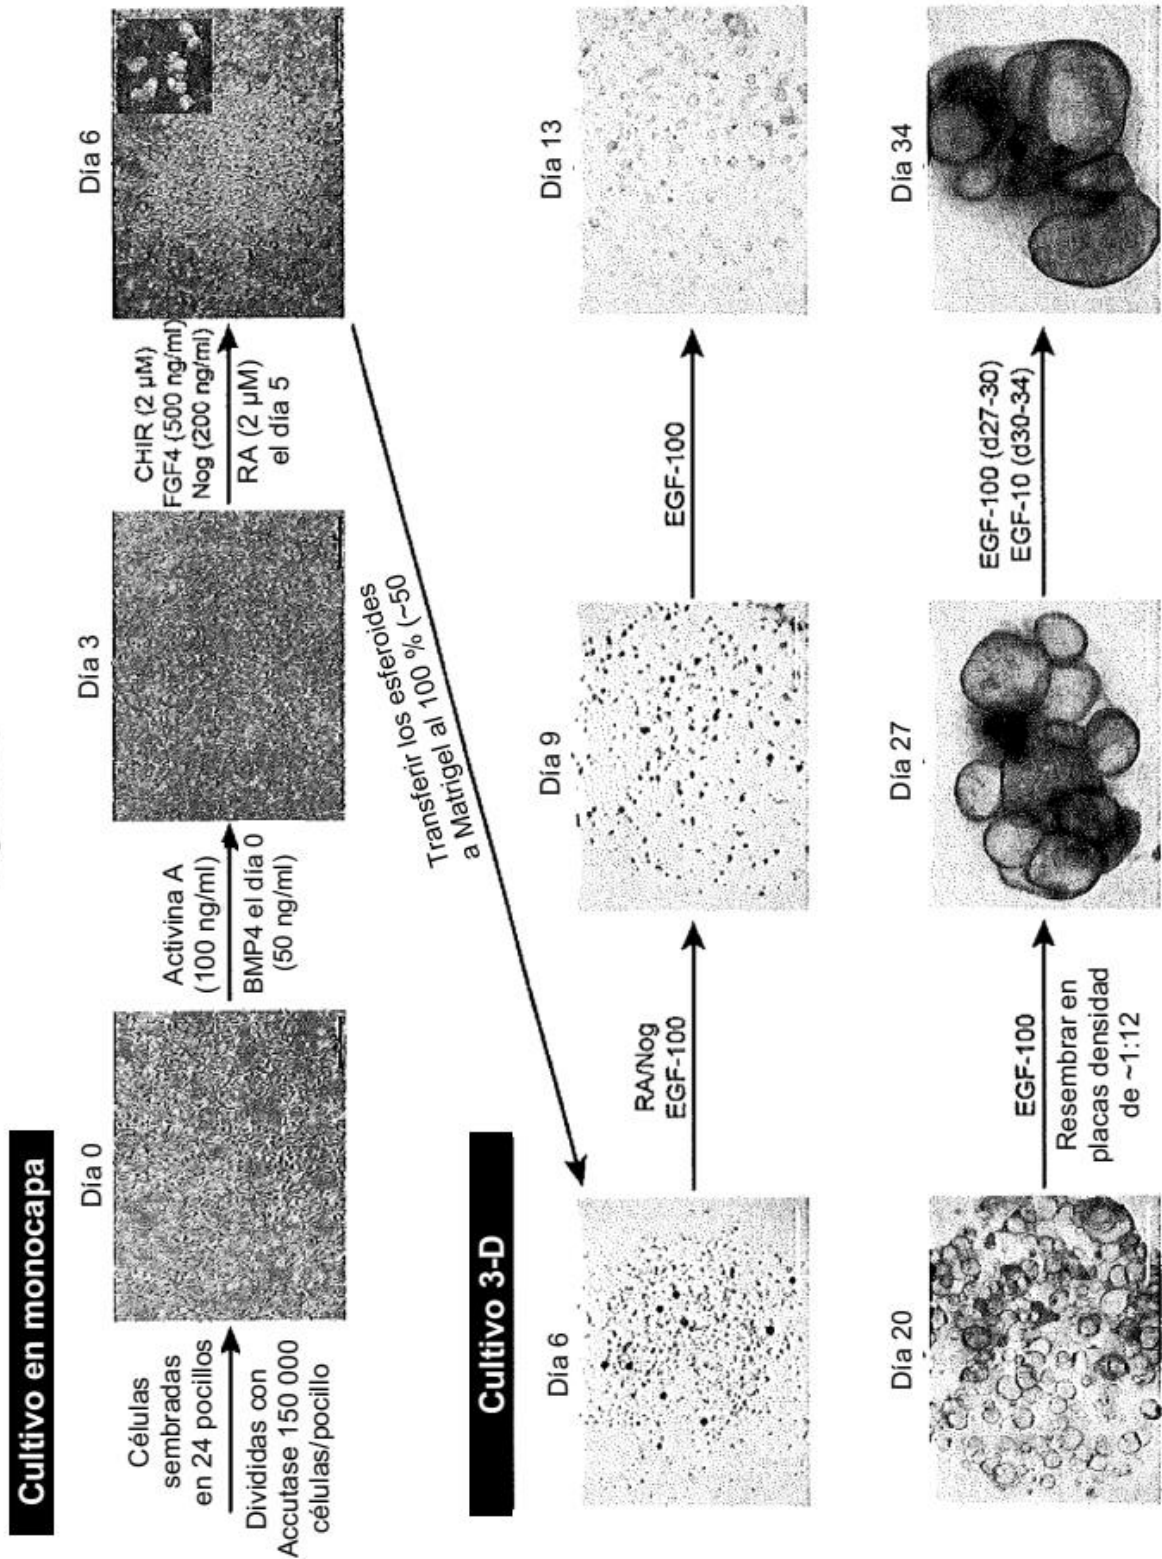 Cultivo en monocapa
Células
sembradas
en 24 pocillos
Divididas con
Accutase 150 000
células/pocillo
Día 0
Activina A
(100 ng/ml)
BMP4 el día 0
(50 ng/ml)
Día 3
CHIR (2 µM)
FGF4 (500 ng/ml)
Nog (200 ng/ml)
RA (2 µM)
el día 5
Día 6
Transferir los esferoides
a Matrigel al 100 % (~50
Cultivo 3-D
Día 6
RA/Nog
EGF-100
Día 9
EGF-100
Día 13
Día 20
EGF-100
Resembrar en
placas densidad
de ~1:12
Día 27
EGF-100 (d27-30)
EGF-10 (d30-34)
Día 34